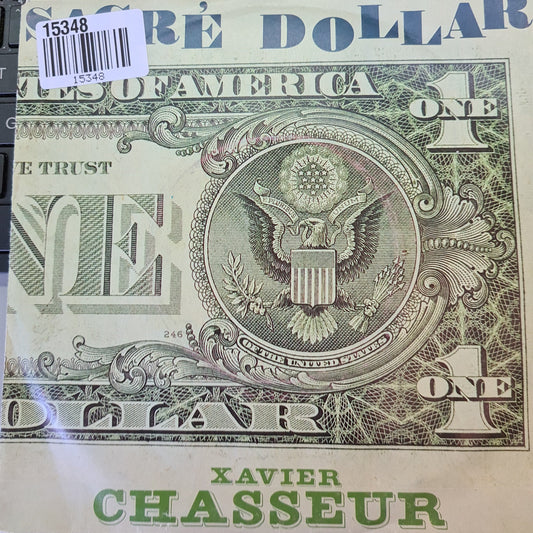 SACRÉ DOLLAR
15348
15348
TES OF AMERICA
ONE
1
WE TRUST
NE
246
OF THE UNITED STATES
ONE
1
DOLLAR
XAVIER
CHASSEUR